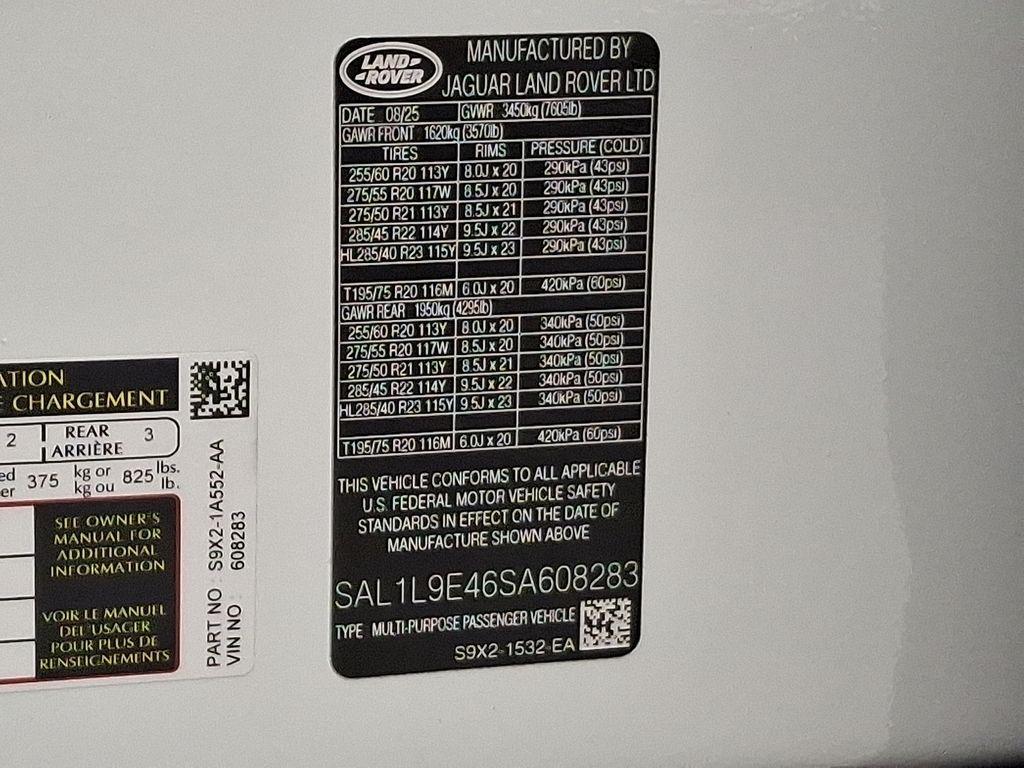 LAND-
-ROVER
MANUFACTURED BY
JAGUAR LAND ROVER LTD
DATE 08/25 GVWR 3450kg (7605lb)
GAWR FRONT 1620kg (3570lb)
TIRES RIMS PRESSURE (COLD)
255/60 R20 113Y 8.0J x 20 290kPa (43psi)
275/55 R20 117W 8.5J x 20 290kPa (43psi)
275/50 R21 113Y 8.5J x 21 290kPa (43psi)
285/45 R22 114Y 9.5J x 22 290kPa (43psi)
HL285/40 R23 115Y 9.5J x 23 290kPa (43psi)
T195/75 R20 116M 6.0J x 20 420kPa (60psi)
GAWR REAR 1950kg (4295lb)
255/60 R20 113Y 8.0J x 20 340kPa (50psi)
275/55 R20 117W 8.5J x 20 340kPa (50psi)
275/50 R21 113Y 8.5J x 21 340kPa (50psi)
285/45 R22 114Y 9.5J x 22 340kPa (50psi)
HL285/40 R23 115Y 9.5J x 23 340kPa (50psi)
T195/75 R20 116M 6.0J x 20 420kPa (60psi)
THIS VEHICLE CONFORMS TO ALL APPLICABLE
U.S. FEDERAL MOTOR VEHICLE SAFETY
STANDARDS IN EFFECT ON THE DATE OF
MANUFACTURE SHOWN ABOVE
SAL1L9E46SA608283
TYPE MULTI-PURPOSE PASSENGER VEHICLE
S9X2-1532-EA
ATION
E CHARGEMENT
2 REAR 3
ARRIÈRE
ed 375 kg or 825 lbs.
er kg ou lb.
SEE OWNER'S
MANUAL FOR
ADDITIONAL
INFORMATION
VOIR LE MANUEL
DE L'USAGER
POUR PLUS DE
RENSEIGNEMENTS
PART NO : S9X2-1A552-AA
VIN NO : 608283